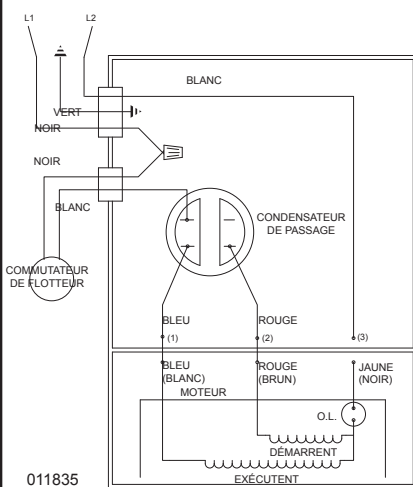 L1
L2
BLANC
VERT
NOIR
NOIR
BLANC
CONDENSATEUR
DE PASSAGE
COMMUTATEUR
DE FLOTTEUR
BLEU
ROUGE
(1)
(2)
(3)
BLEU
(BLANC)
ROUGE
(BRUN)
JAUNE
(NOIR)
MOTEUR
O.L.
DÉMARRENT
EXÉCUTENT
011835